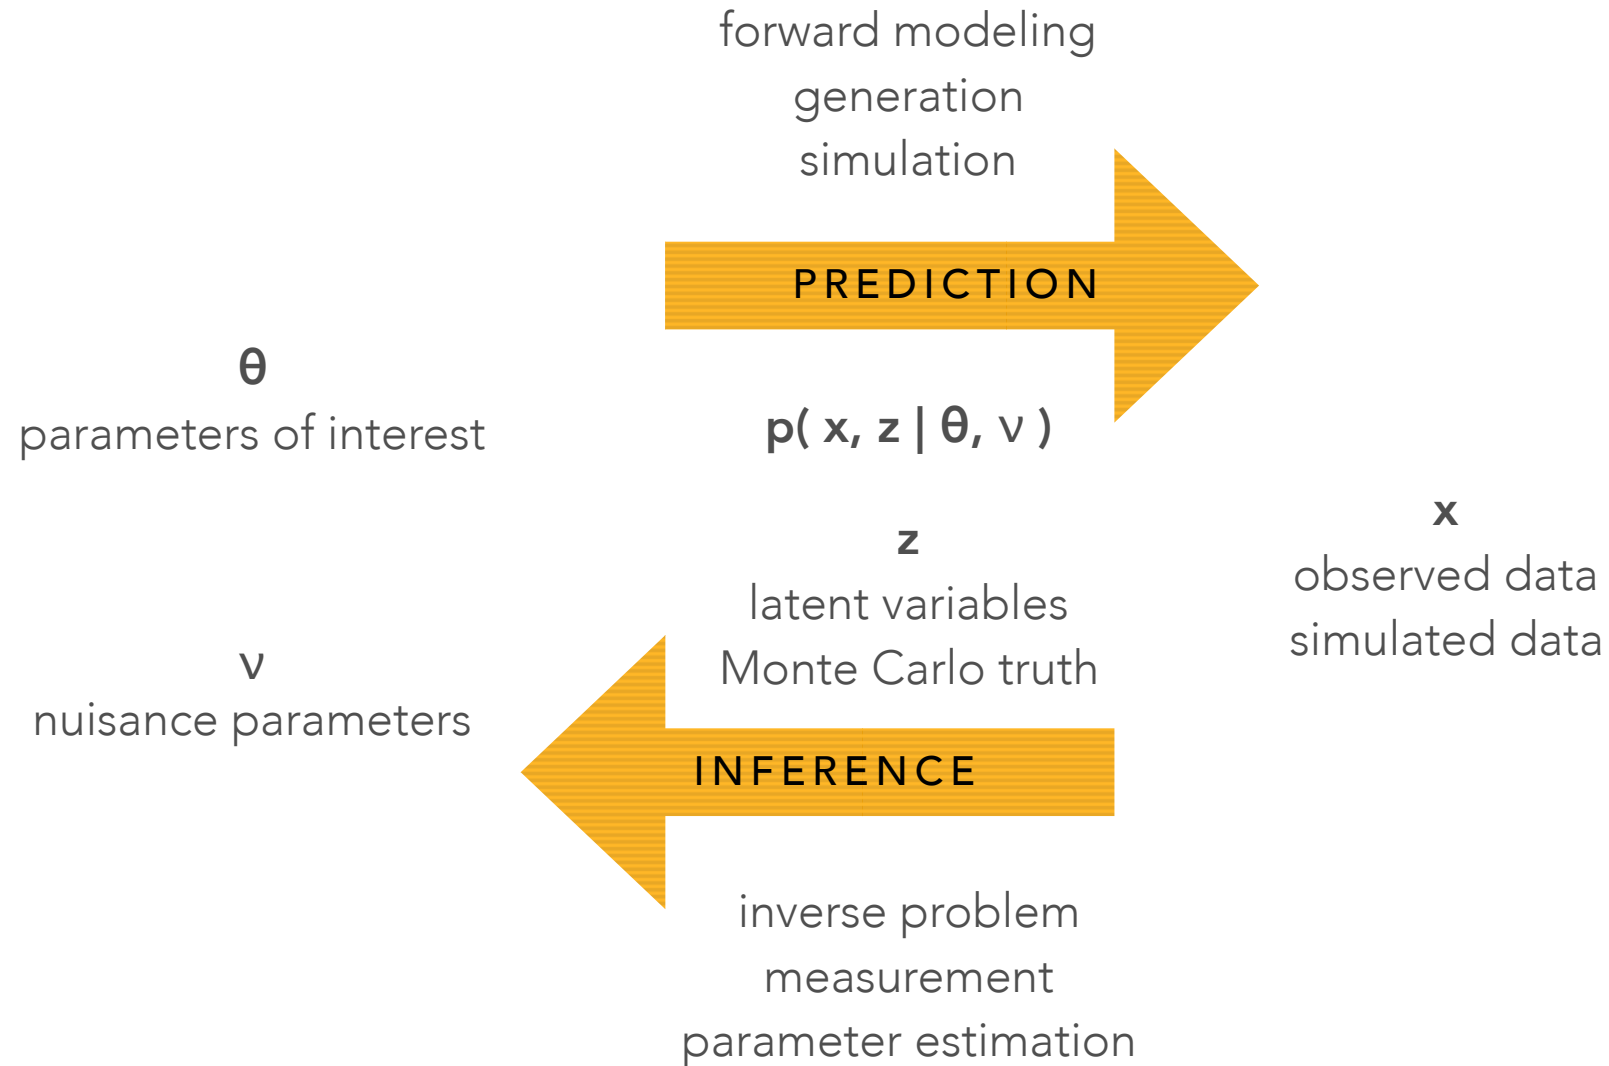 forward modeling
generation
simulation
PREDICTION
θ
parameters of interest
p( x, z | θ, ν )
z
latent variables
Monte Carlo truth
x
observed data
simulated data
ν
nuisance parameters
INFERENCE
inverse problem
measurement
parameter estimation